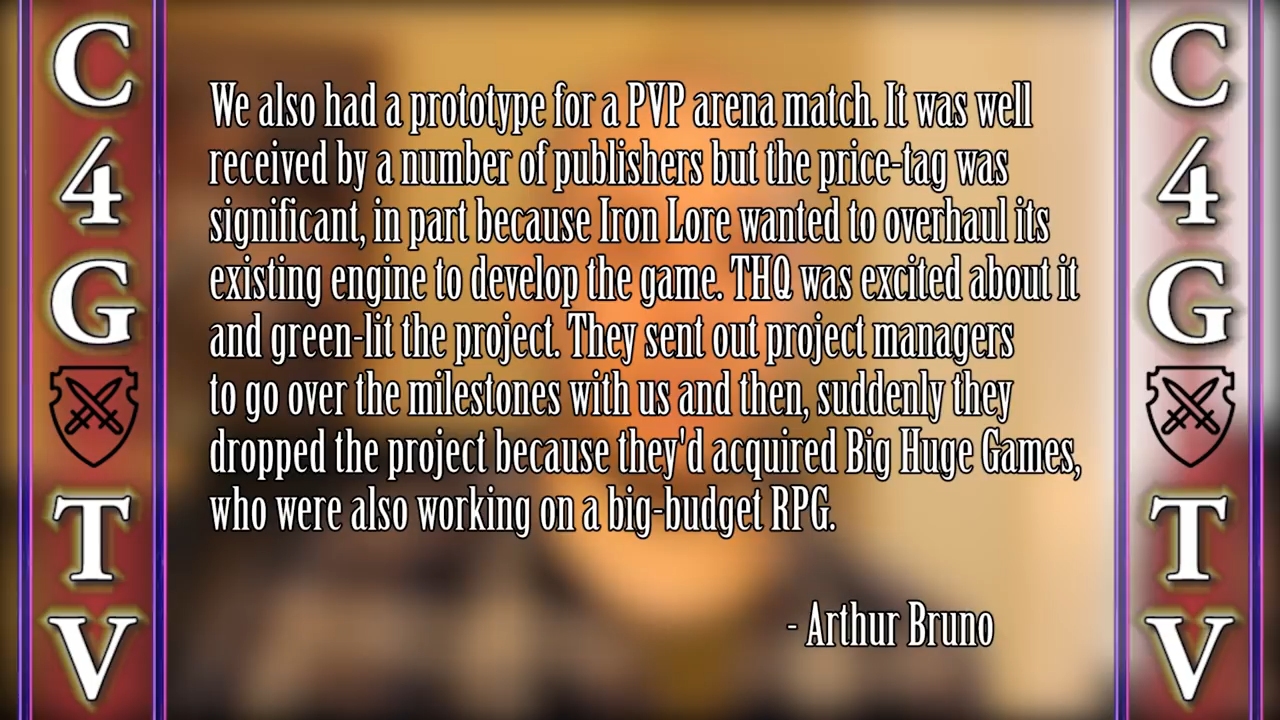 We also had a prototype for a PVP arena match. It was well
received by a number of publishers but the price-tag was
significant, in part because Iron Lore wanted to overhaul its
existing engine to develop the game. THQ was excited about it
and green-lit the project. They sent out project managers
to go over the milestones with us and then, suddenly they
dropped the project because they'd acquired Big Huge Games,
who were also working on a big-budget RPG.
- Arthur Bruno
C4G TV
C4G TV